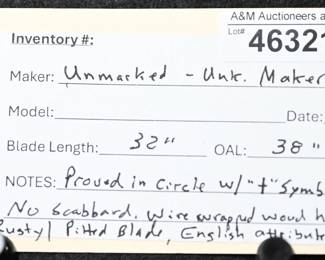 A&M Auctioneers a
Lot# 46321
Inventory #:
Maker: Unmarked - Unk. Maker
Model: Date:
Blade Length: 32" OAL: 38"
NOTES: Proved in Circle w/ "t" Symb
No Scabbard, wire wrapped wood h
Rusty/ Pitted Blade, English attribute